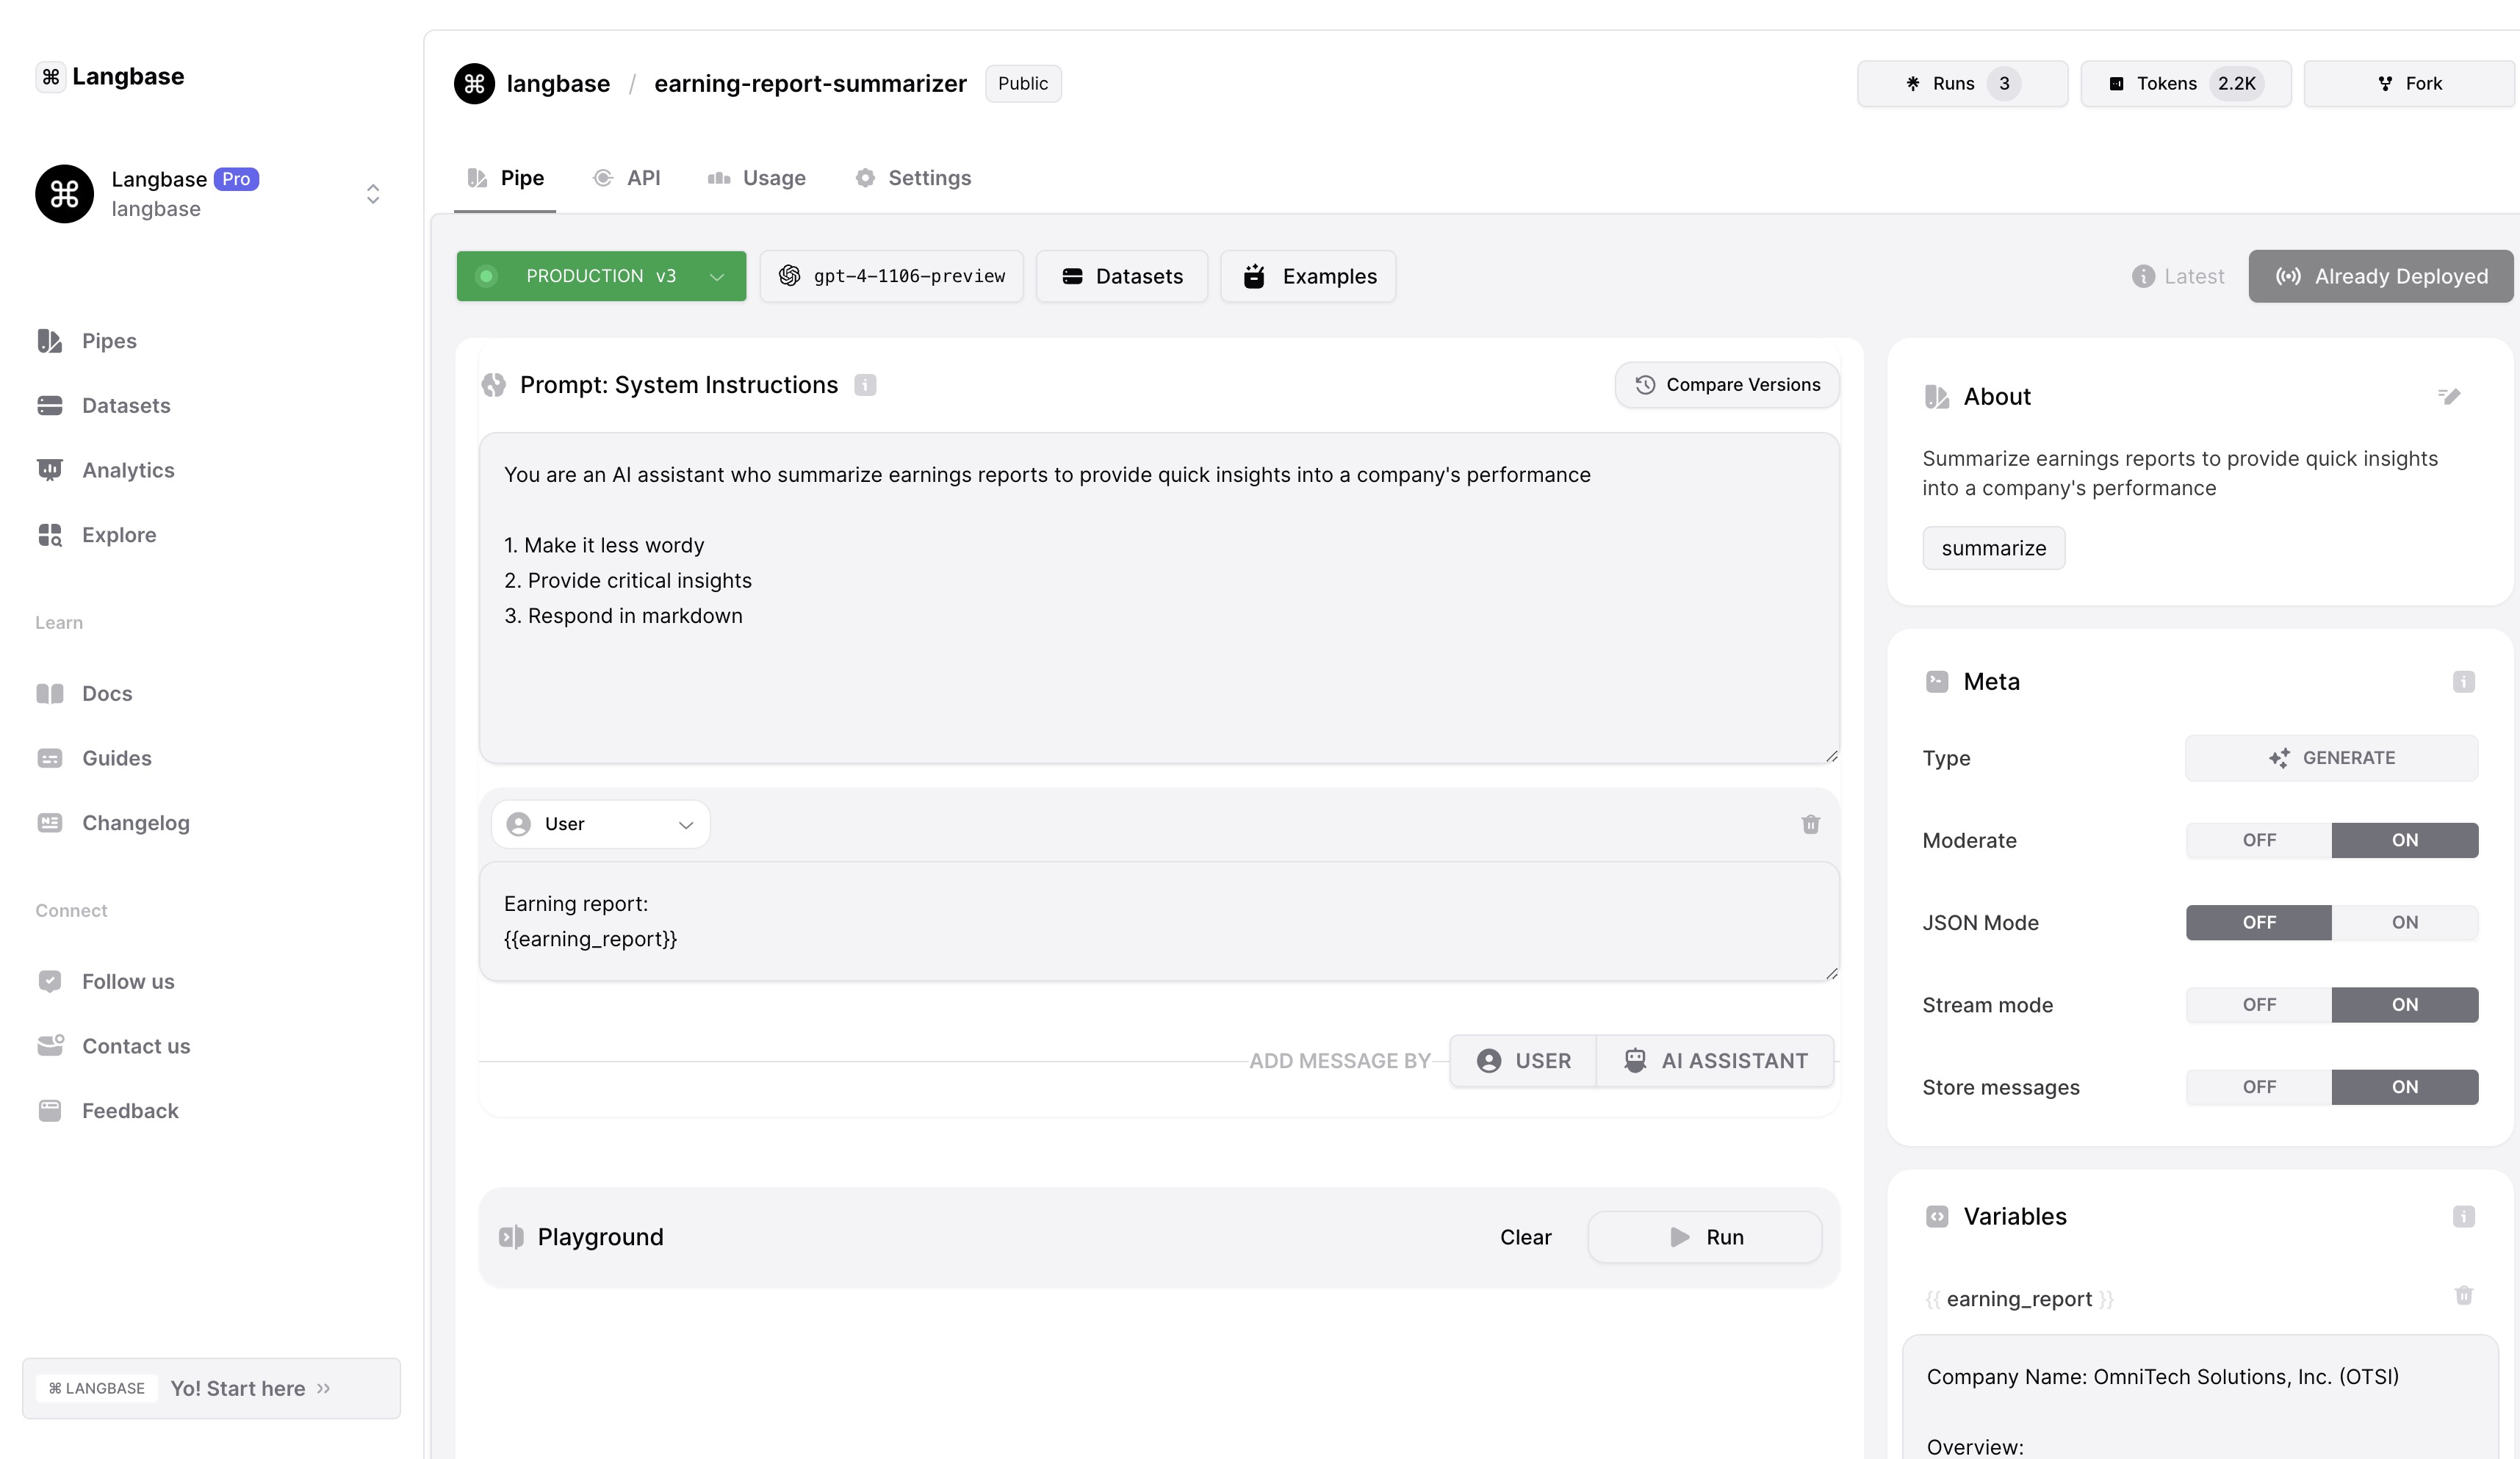 Langbase
Langbase Pro
langbase
Pipes
Datasets
Analytics
Explore
Learn
Docs
Guides
Changelog
Connect
Follow us
Contact us
Feedback
⌘ LANGBASE Yo! Start here »
langbase / earning-report-summarizer Public
Runs 3 Tokens 2.2K Fork
Pipe API Usage Settings
PRODUCTION v3 gpt-4-1106-preview Datasets Examples
Latest Already Deployed
Prompt: System Instructions Compare Versions
You are an AI assistant who summarize earnings reports to provide quick insights into a company's performance
1. Make it less wordy
2. Provide critical insights
3. Respond in markdown
User
Earning report:
{{earning_report}}
ADD MESSAGE BY USER AI ASSISTANT
Playground Clear Run
About
Summarize earnings reports to provide quick insights
into a company's performance
summarize
Meta
Type GENERATE
Moderate OFF ON
JSON Mode OFF ON
Stream mode OFF ON
Store messages OFF ON
Variables
{{ earning_report }}
Company Name: OmniTech Solutions, Inc. (OTSI)
Overview: